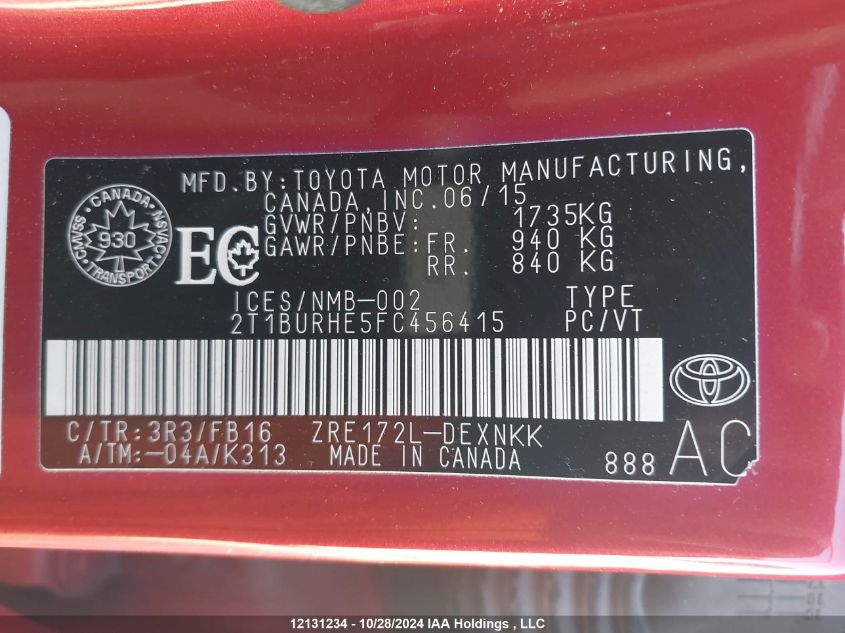 MFD.BY:TOYOTA MOTOR MANUFACTURING,
CANADA, INC.06/15
GVWR/PNBV: 1735KG
GAWR/PNBE:FR. 940 KG
RR. 840 KG
CANADA
CMVSS NSVAC
930
TRANSPORT
EC
ICES/NMB-002 TYPE
2T1BURHE5FC456415 PC/VT
C/TR:3R3/FB16 ZRE172L-DEXNKK
A/TM:-04A/K313 MADE IN CANADA 888 AC
12131234 - 10/28/2024 IAA Holdings , LLC